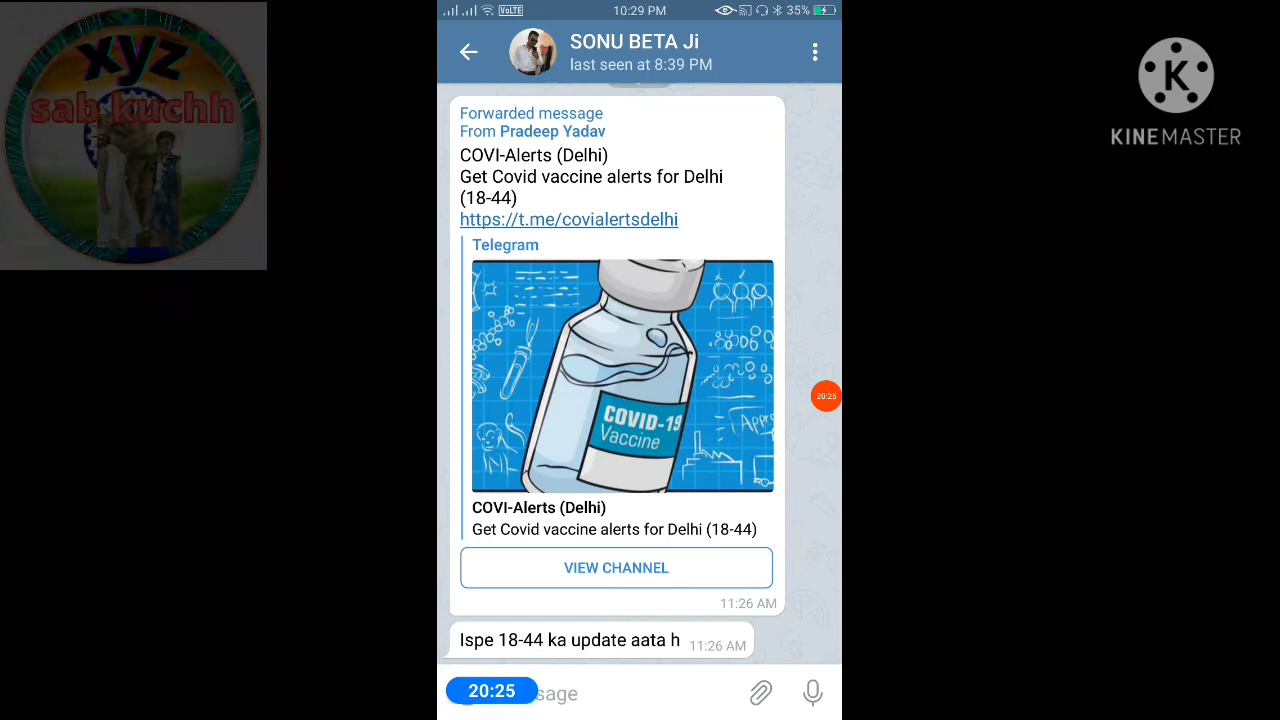 xyz
sab kuchh
VoLTE
10:29 PM
35%
SONU BETA Ji
last seen at 8:39 PM
K
KINEMASTER
Forwarded message
From Pradeep Yadav
COVI-Alerts (Delhi)
Get Covid vaccine alerts for Delhi
(18-44)
https://t.me/covialertsdelhi
Telegram
COVID-19
Vaccine
COVI-Alerts (Delhi)
Get Covid vaccine alerts for Delhi (18-44)
VIEW CHANNEL
11:26 AM
Ispe 18-44 ka update aata h 11:26 AM
20:25
20:25
sage